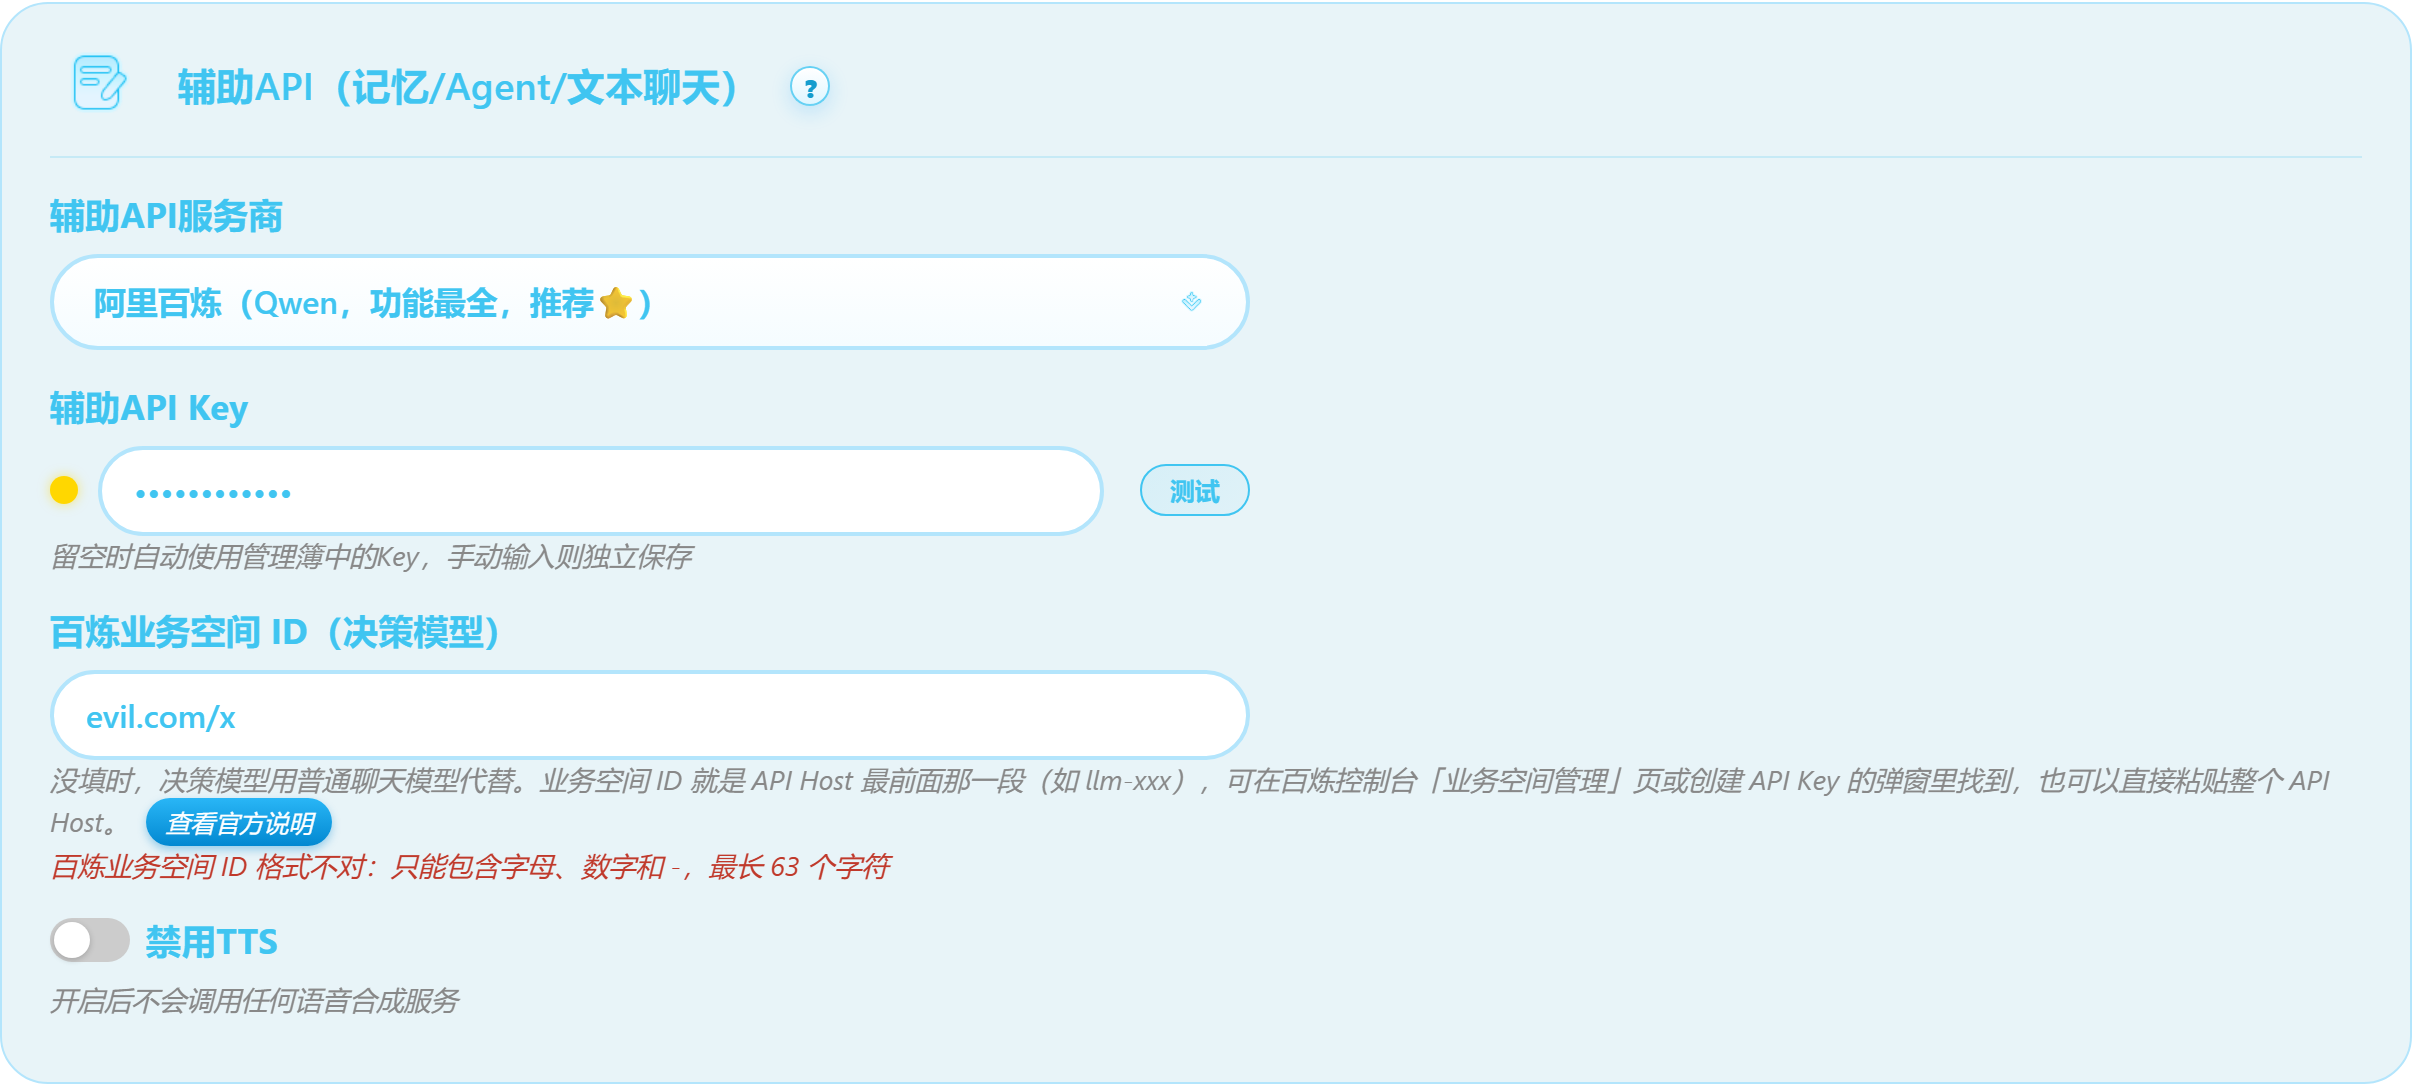 辅助API（记忆/Agent/文本聊天） ?
辅助API服务商
阿里百炼（Qwen，功能最全，推荐⭐）
辅助API Key
•••••••••••• 测试
留空时自动使用管理簿中的Key，手动输入则独立保存
百炼业务空间 ID（决策模型）
evil.com/x
没填时，决策模型用普通聊天模型代替。业务空间 ID 就是 API Host 最前面那一段（如 llm-xxx），可在百炼控制台「业务空间管理」页或创建 API Key 的弹窗里找到，也可以直接粘贴整个 API
Host。 查看官方说明
百炼业务空间 ID 格式不对：只能包含字母、数字和 -，最长 63 个字符
禁用TTS
开启后不会调用任何语音合成服务